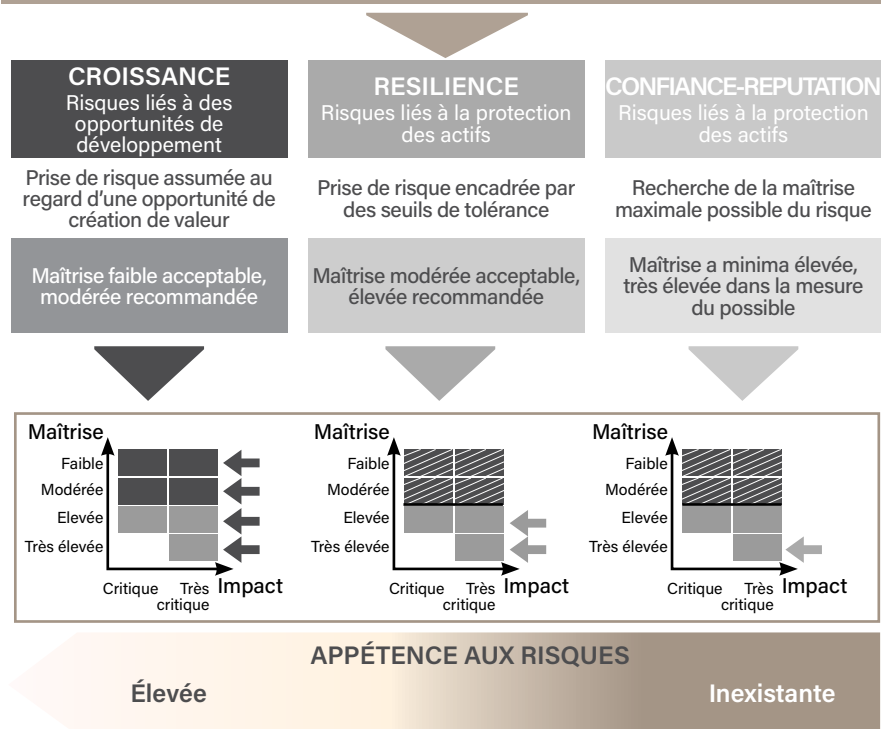 CROISSANCE
Risques liés à des
opportunités de
développement
RESILIENCE
Risques liés à la protection
des actifs
CONFIANCE-REPUTATION
Risques liés à la protection
des actifs
Prise de risque assumée au
regard d’une opportunité de
création de valeur
Prise de risque encadrée par
des seuils de tolérance
Recherche de la maîtrise
maximale possible du risque
Maîtrise faible acceptable,
modérée recommandée
Maîtrise modérée acceptable,
élevée recommandée
Maîtrise a minima élevée,
très élevée dans la mesure
du possible
Maîtrise
Faible
Modérée
Elevée
Très élevée
Critique
Très
critique
Impact
Maîtrise
Faible
Modérée
Elevée
Très élevée
Critique
Très
critique
Impact
Maîtrise
Faible
Modérée
Elevée
Très élevée
Critique
Très
critique
Impact
APPÉTENCE AUX RISQUES
Élevée
Inexistante